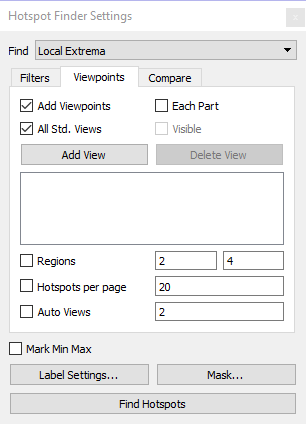 Hotspot Finder Settings
Find Local Extrema
Filters Viewpoints Compare
Add Viewpoints Each Part
All Std. Views Visible
Add View Delete View
Regions 2 4
Hotspots per page 20
Auto Views 2
Mark Min Max
Label Settings... Mask...
Find Hotspots